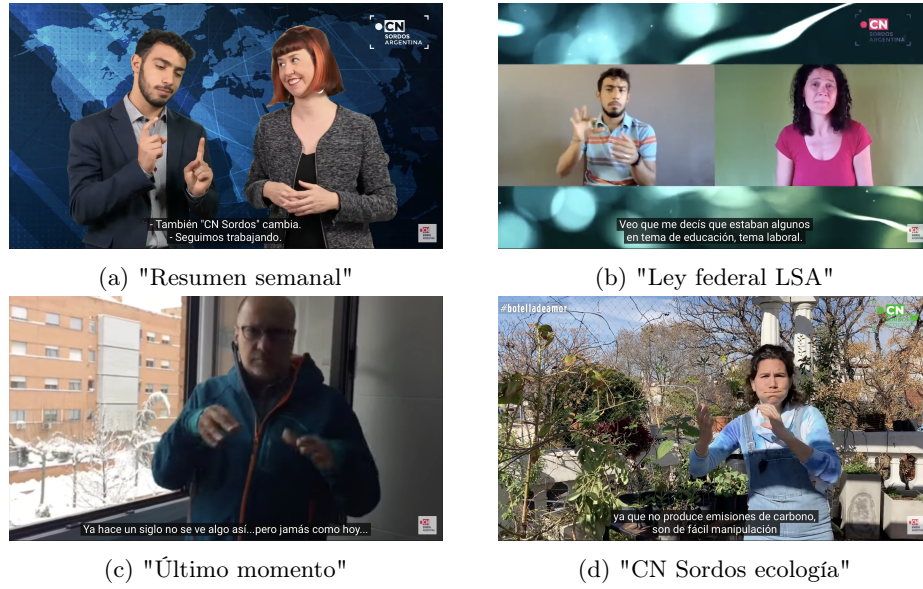 CN
SORDOS
ARGENTINA
- También "CN Sordos" cambia.
- Seguimos trabajando.
(a) "Resumen semanal"
CN
SORDOS
ARGENTINA
Veo que me decís que estaban algunos
en tema de educación, tema laboral.
(b) "Ley federal LSA"
Ya hace un siglo no se ve algo así...pero jamás como hoy...
(c) "Último momento"
#botelladeamor
CN
ya que no produce emisiones de carbono,
son de fácil manipulación
(d) "CN Sordos ecología"